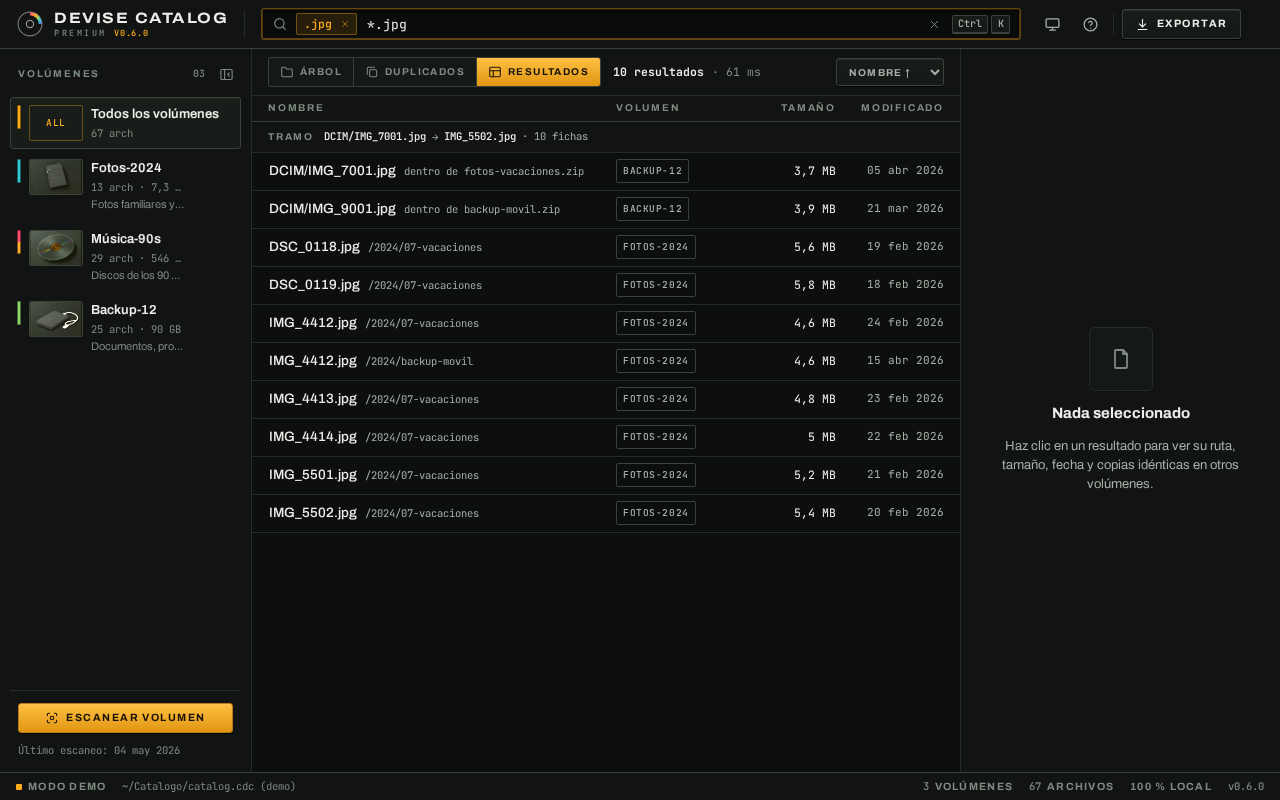 DEVISE CATALOG
PREMIUM V0.6.0
.jpg × *.jpg
Ctrl K
EXPORTAR
VOLÚMENES 03
ALL
Todos los volúmenes
67 arch
Fotos-2024
13 arch · 7,3 …
Fotos familiares y…
Música-90s
29 arch · 546 …
Discos de los 90 …
Backup-12
25 arch · 90 GB
Documentos, pro…
ESCANEAR VOLUMEN
Último escaneo: 04 may 2026
ÁRBOL DUPLICADOS RESULTADOS 10 resultados · 61 ms NOMBRE ↑
NOMBRE VOLUMEN TAMAÑO MODIFICADO
TRAMO DCIM/IMG_7001.jpg → IMG_5502.jpg · 10 fichas
DCIM/IMG_7001.jpg dentro de fotos-vacaciones.zip BACKUP-12 3,7 MB 05 abr 2026
DCIM/IMG_9001.jpg dentro de backup-movil.zip BACKUP-12 3,9 MB 21 mar 2026
DSC_0118.jpg /2024/07-vacaciones FOTOS-2024 5,6 MB 19 feb 2026
DSC_0119.jpg /2024/07-vacaciones FOTOS-2024 5,8 MB 18 feb 2026
IMG_4412.jpg /2024/07-vacaciones FOTOS-2024 4,6 MB 24 feb 2026
IMG_4412.jpg /2024/backup-movil FOTOS-2024 4,6 MB 15 abr 2026
IMG_4413.jpg /2024/07-vacaciones FOTOS-2024 4,8 MB 23 feb 2026
IMG_4414.jpg /2024/07-vacaciones FOTOS-2024 5 MB 22 feb 2026
IMG_5501.jpg /2024/07-vacaciones FOTOS-2024 5,2 MB 21 feb 2026
IMG_5502.jpg /2024/07-vacaciones FOTOS-2024 5,4 MB 20 feb 2026
Nada seleccionado
Haz clic en un resultado para ver su ruta,
tamaño, fecha y copias idénticas en otros
volúmenes.
MODO DEMO ~/Catalogo/catalog.cdc (demo) 3 VOLÚMENES 67 ARCHIVOS 100 % LOCAL v0.6.0